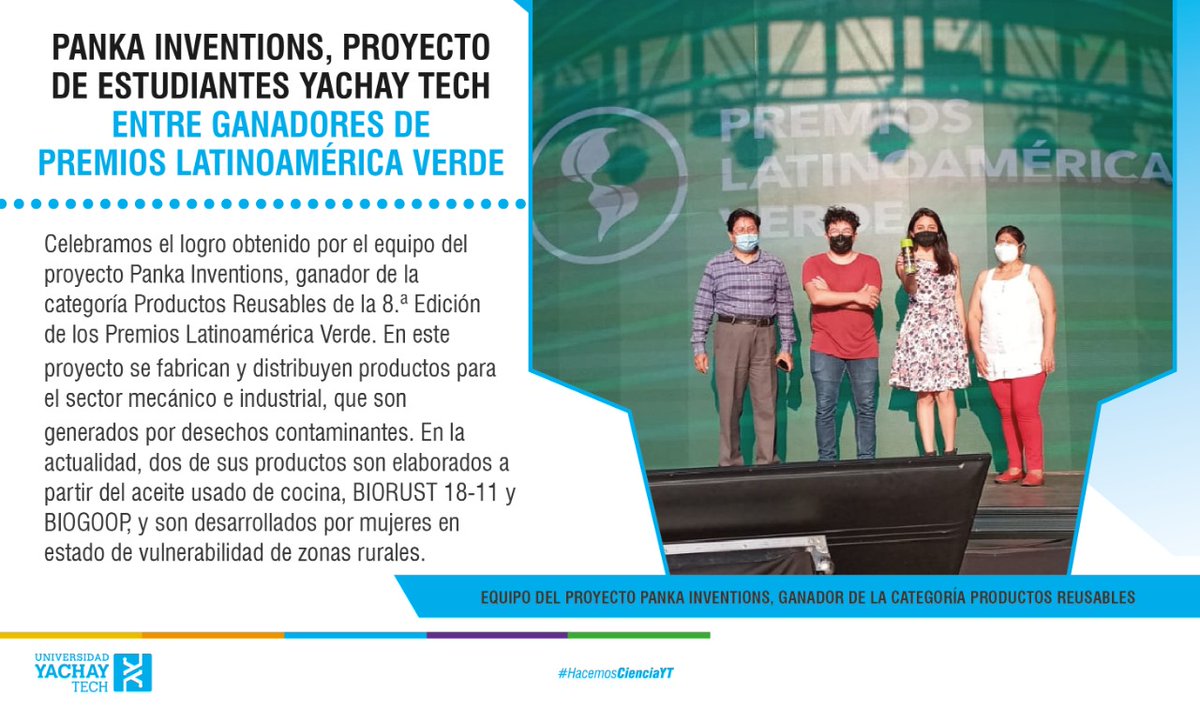 PANKA INVENTIONS, PROYECTO
DE ESTUDIANTES YACHAY TECH
ENTRE GANADORES DE
PREMIOS LATINOAMÉRICA VERDE
Celebramos el logro obtenido por el equipo del
proyecto Panka Inventions, ganador de la
categoría Productos Reusables de la 8.ª Edición
de los Premios Latinoamérica Verde. En este
proyecto se fabrican y distribuyen productos para
el sector mecánico e industrial, que son
generados por desechos contaminantes. En la
actualidad, dos de sus productos son elaborados a
partir del aceite usado de cocina, BIORUST 18-11 y
BIOGOOP, y son desarrollados por mujeres en
estado de vulnerabilidad de zonas rurales.
PREMIOS
LATINOAMÉRICA
VERDE
EQUIPO DEL PROYECTO PANKA INVENTIONS, GANADOR DE LA CATEGORÍA PRODUCTOS REUSABLES
UNIVERSIDAD
YACHAY
TECH
#HacemosCienciaYT